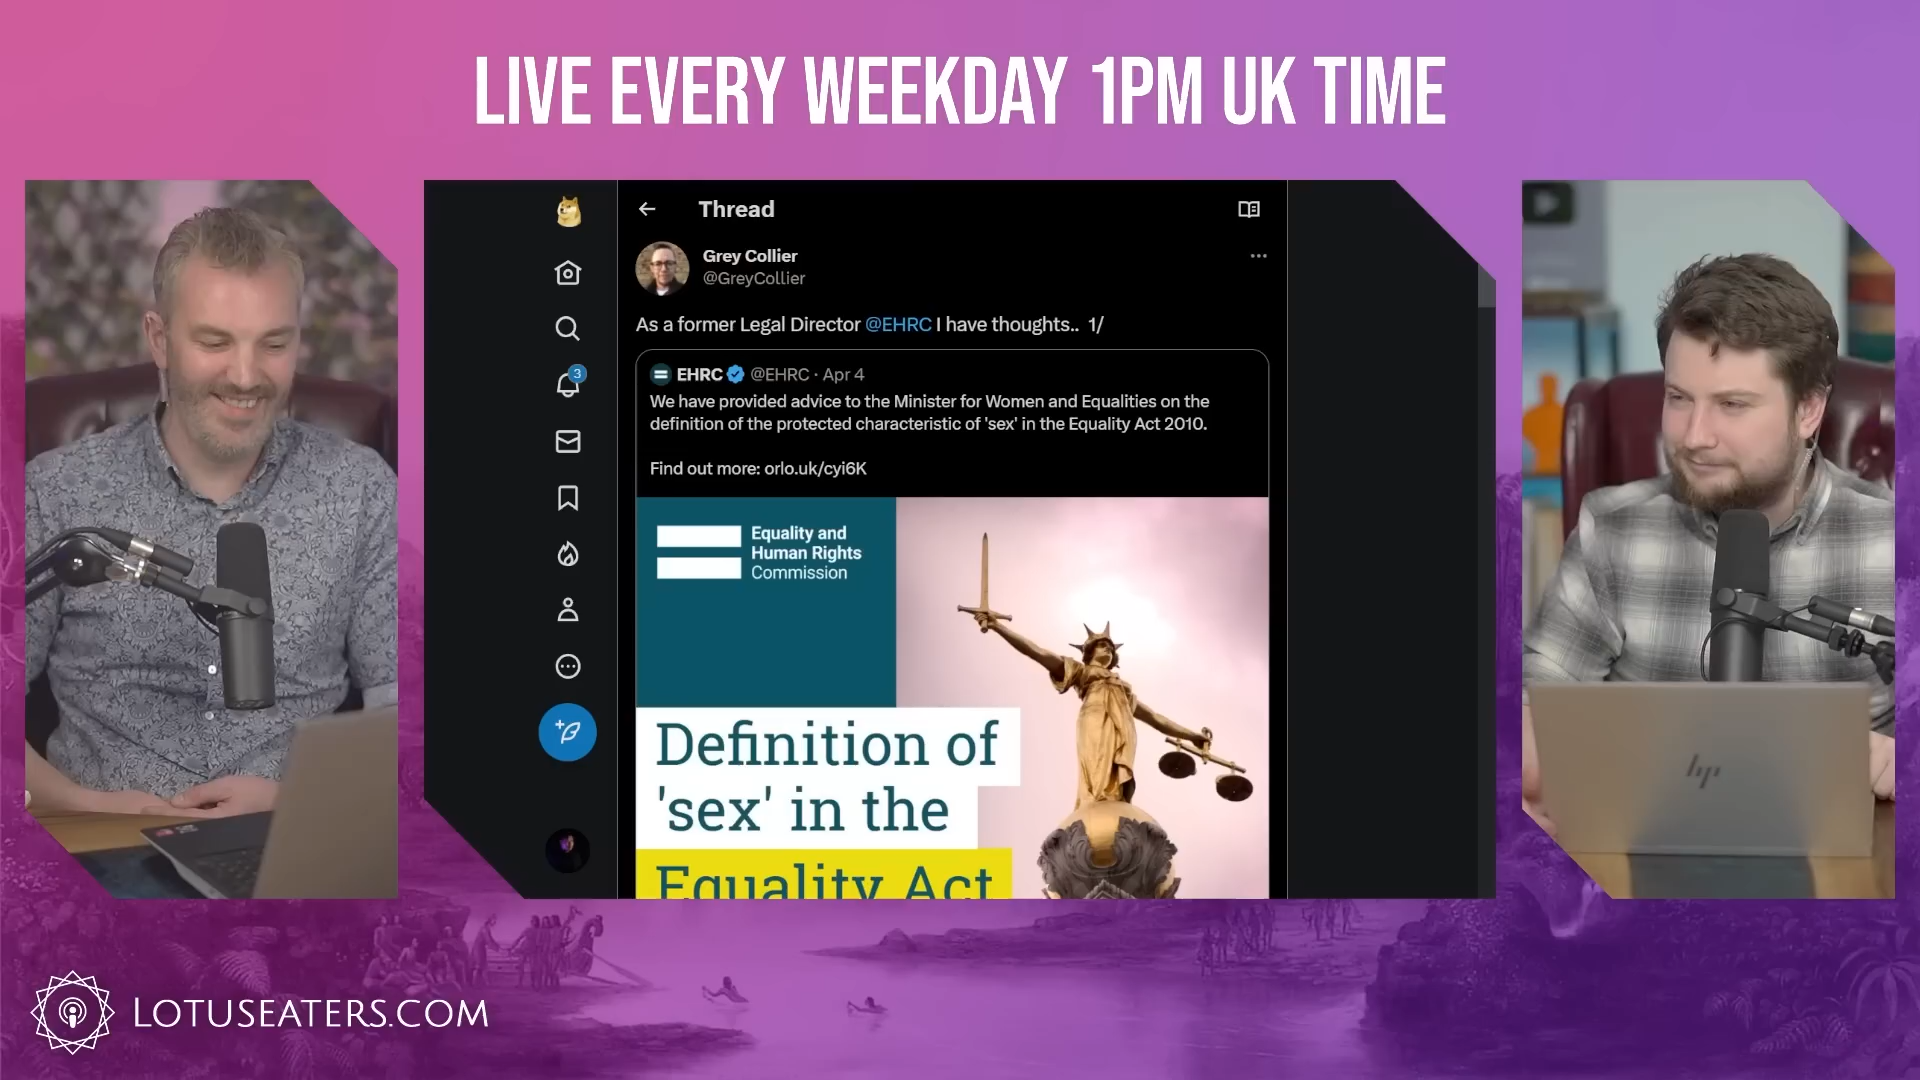 LIVE EVERY WEEKDAY 1PM UK TIME
Thread
Grey Collier
@GreyCollier
As a former Legal Director @EHRC I have thoughts.. 1/
EHRC @EHRC · Apr 4
We have provided advice to the Minister for Women and Equalities on the
definition of the protected characteristic of 'sex' in the Equality Act 2010.
Find out more: orlo.uk/cyi6K
3
Equality and
Human Rights
Commission
Definition of
'sex' in the
Equality Act
hp
LOTUSEATERS.COM